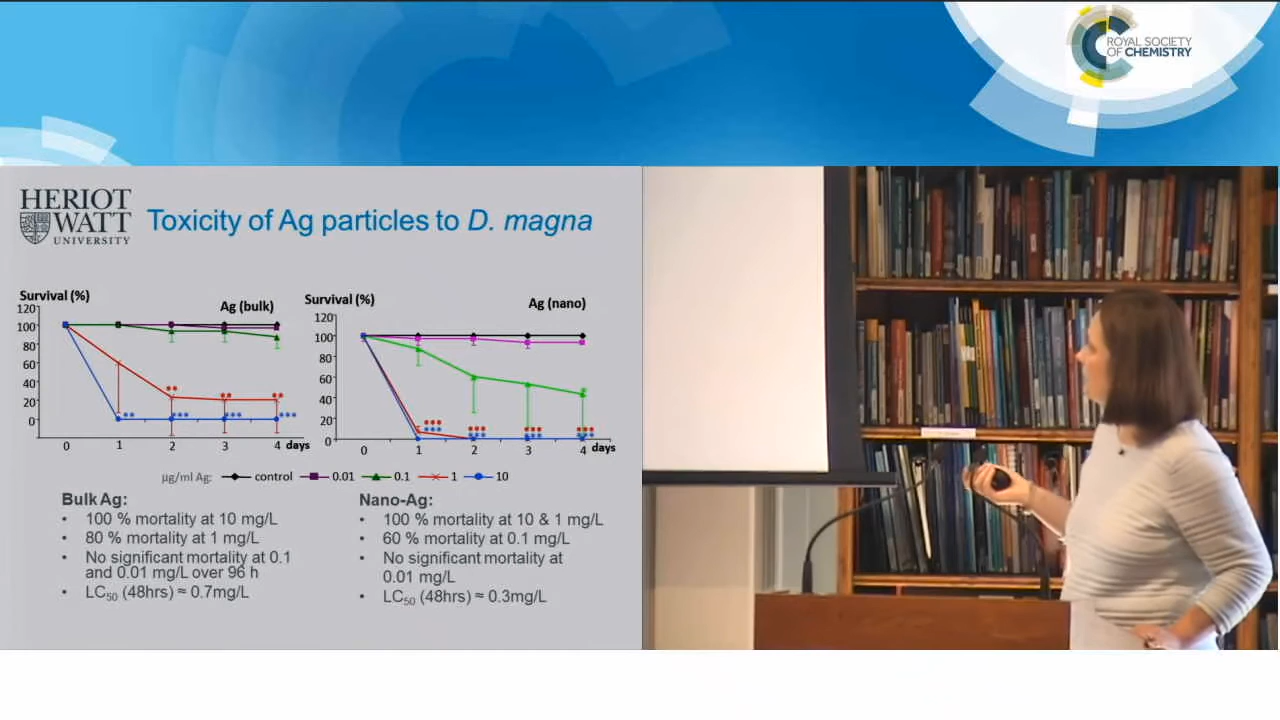 ROYAL SOCIETY
OF CHEMISTRY
HERIOT
WATT
UNIVERSITY
Toxicity of Ag particles to D. magna
Survival (%)
Ag (bulk)
120
100
80
60
40
20
0
0 1 2 3 4 days
** *** *** ***
** ** **
Survival (%)
Ag (nano)
120
100
80
60
40
20
0
0 1 2 3 4 days
*** *** *** ***
*** *** *** ***
*
µg/ml Ag: control 0.01 0.1 1 10
Bulk Ag:
• 100 % mortality at 10 mg/L
• 80 % mortality at 1 mg/L
• No significant mortality at 0.1
and 0.01 mg/L over 96 h
• LC50 (48hrs) ≈ 0.7mg/L
Nano-Ag:
• 100 % mortality at 10 & 1 mg/L
• 60 % mortality at 0.1 mg/L
• No significant mortality at
0.01 mg/L
• LC50 (48hrs) ≈ 0.3mg/L